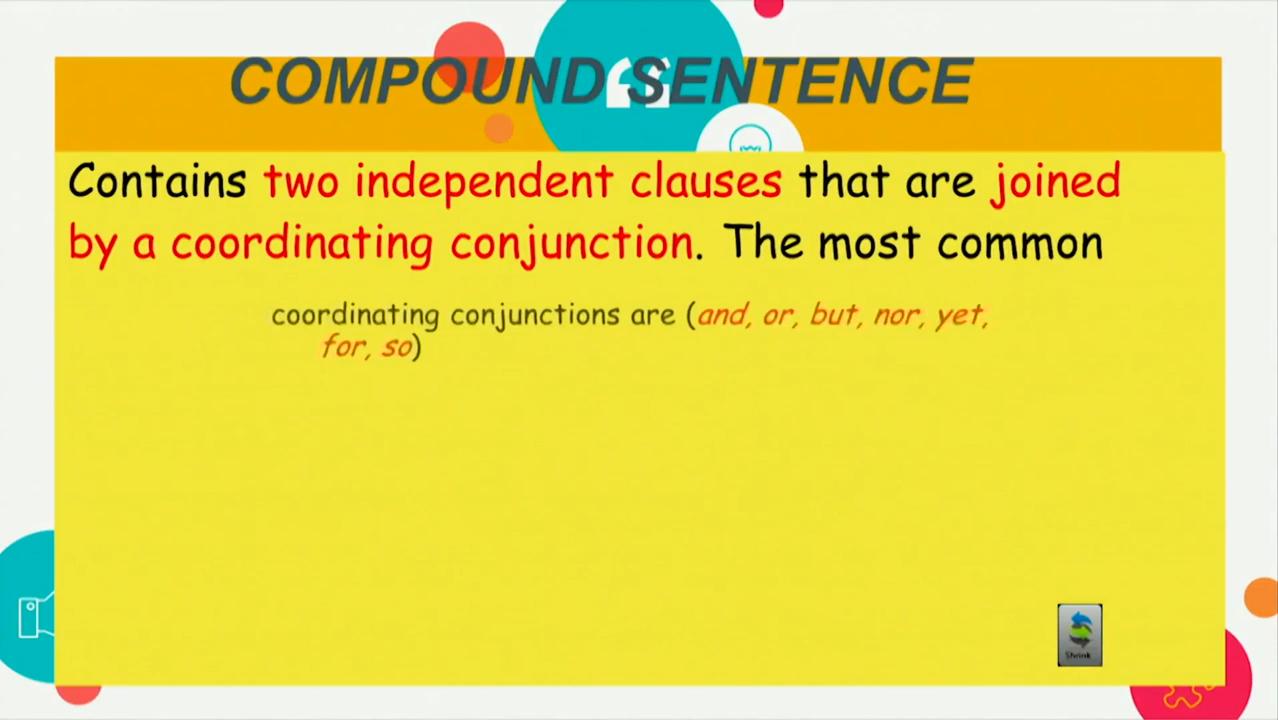 COMPOUND SENTENCE
Contains two independent clauses that are joined
by a coordinating conjunction. The most common
coordinating conjunctions are (and, or, but, nor, yet,
for, so)
Shrink